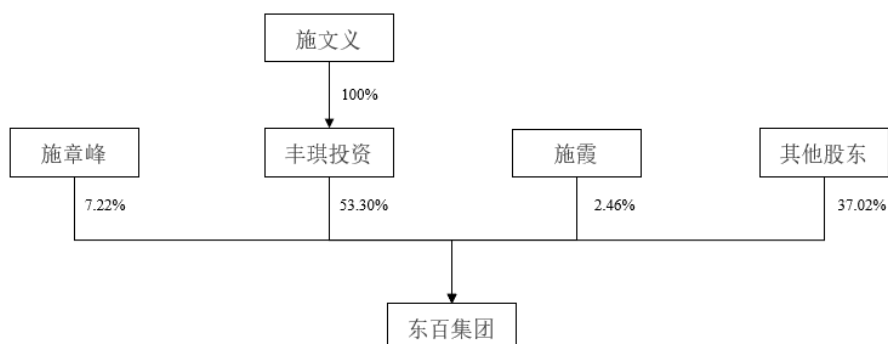 施文义
100%
施章峰
丰琪投资
施霞
其他股东
7.22%
53.30%
2.46%
37.02%
东百集团